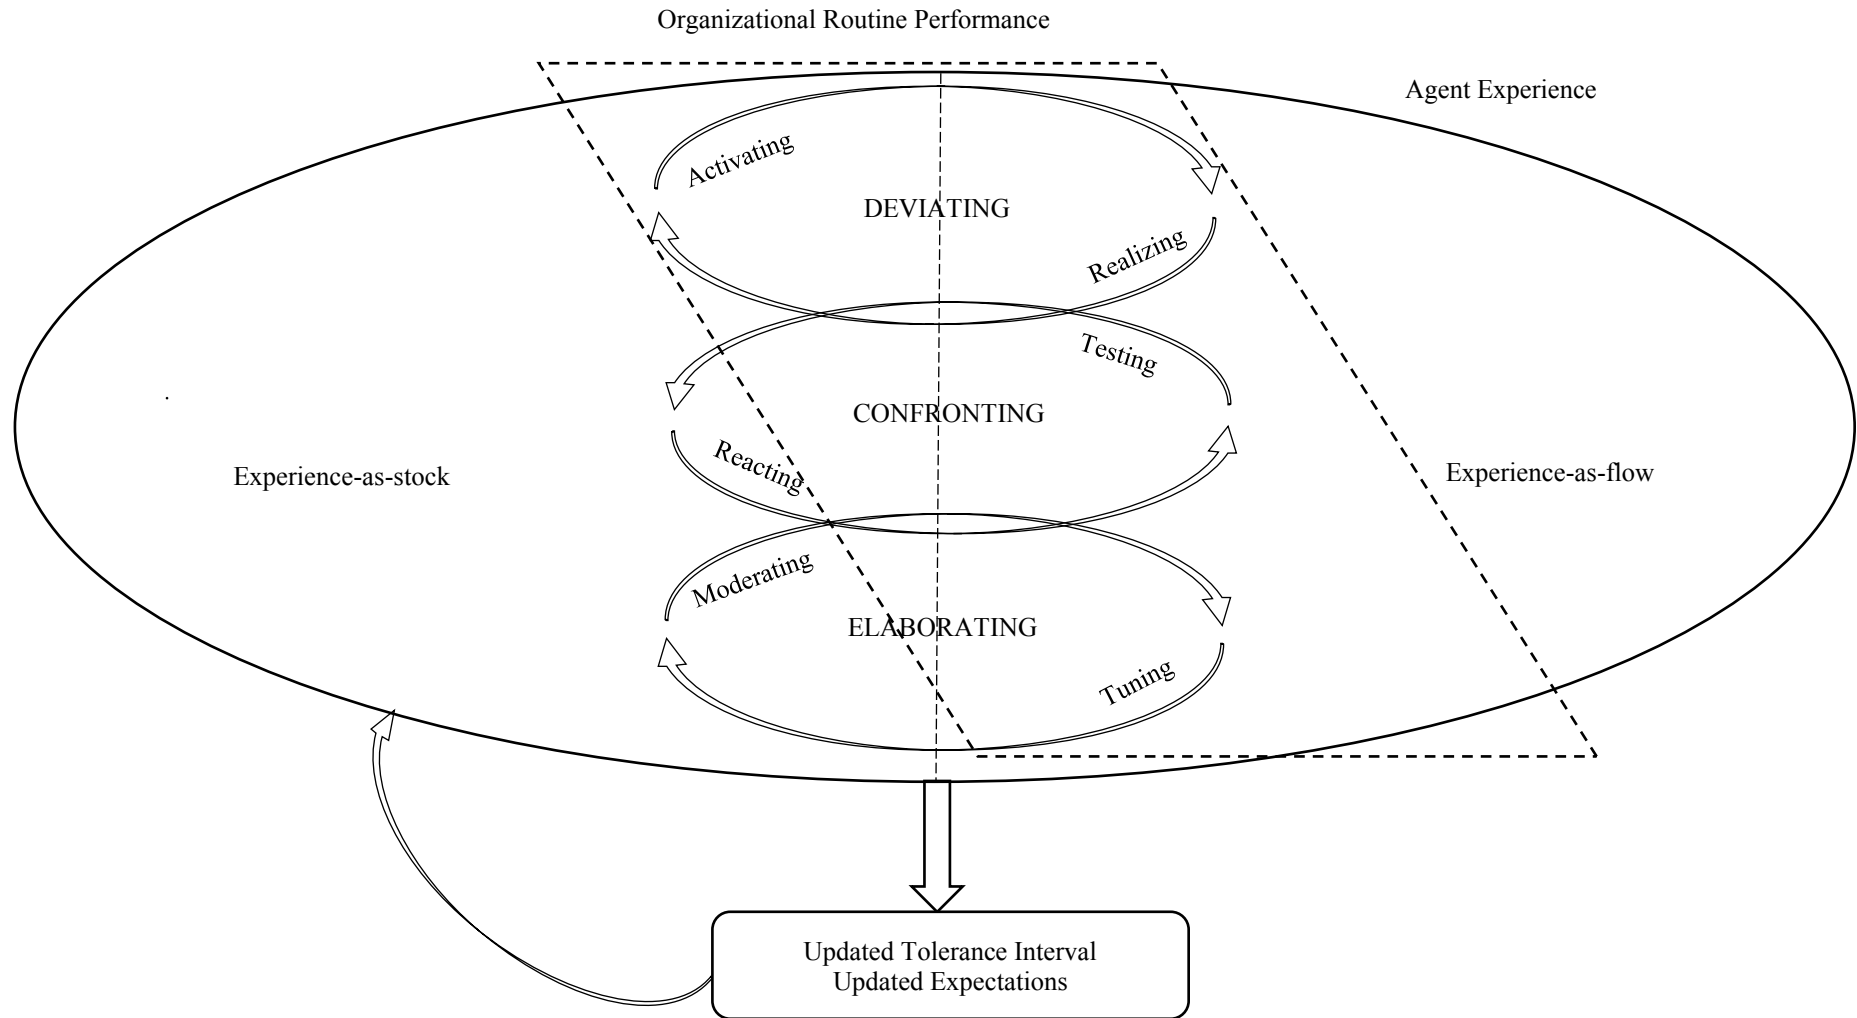 Organizational Routine Performance
Agent Experience
Activating
DEVIATING
Realizing
Testing
CONFRONTING
Reacting
Experience-as-stock
Experience-as-flow
Moderating
ELABORATING
Tuning
Updated Tolerance Interval
Updated Expectations